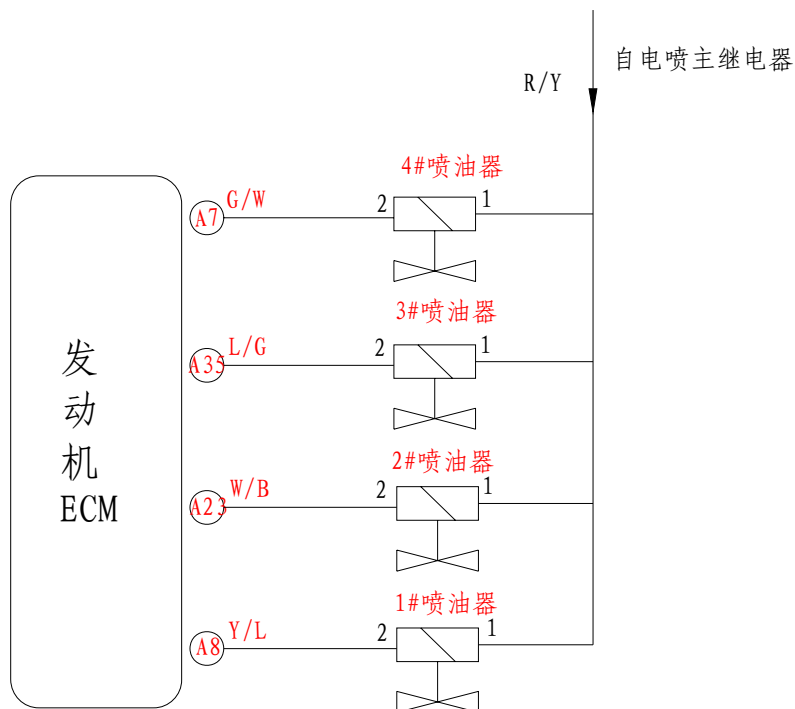 自电喷主继电器
R/Y
4#喷油器
A7 G/W 2 1
3#喷油器
A35 L/G 2 1
发
动
机
ECM
2#喷油器
A23 W/B 2 1
1#喷油器
A8 Y/L 2 1